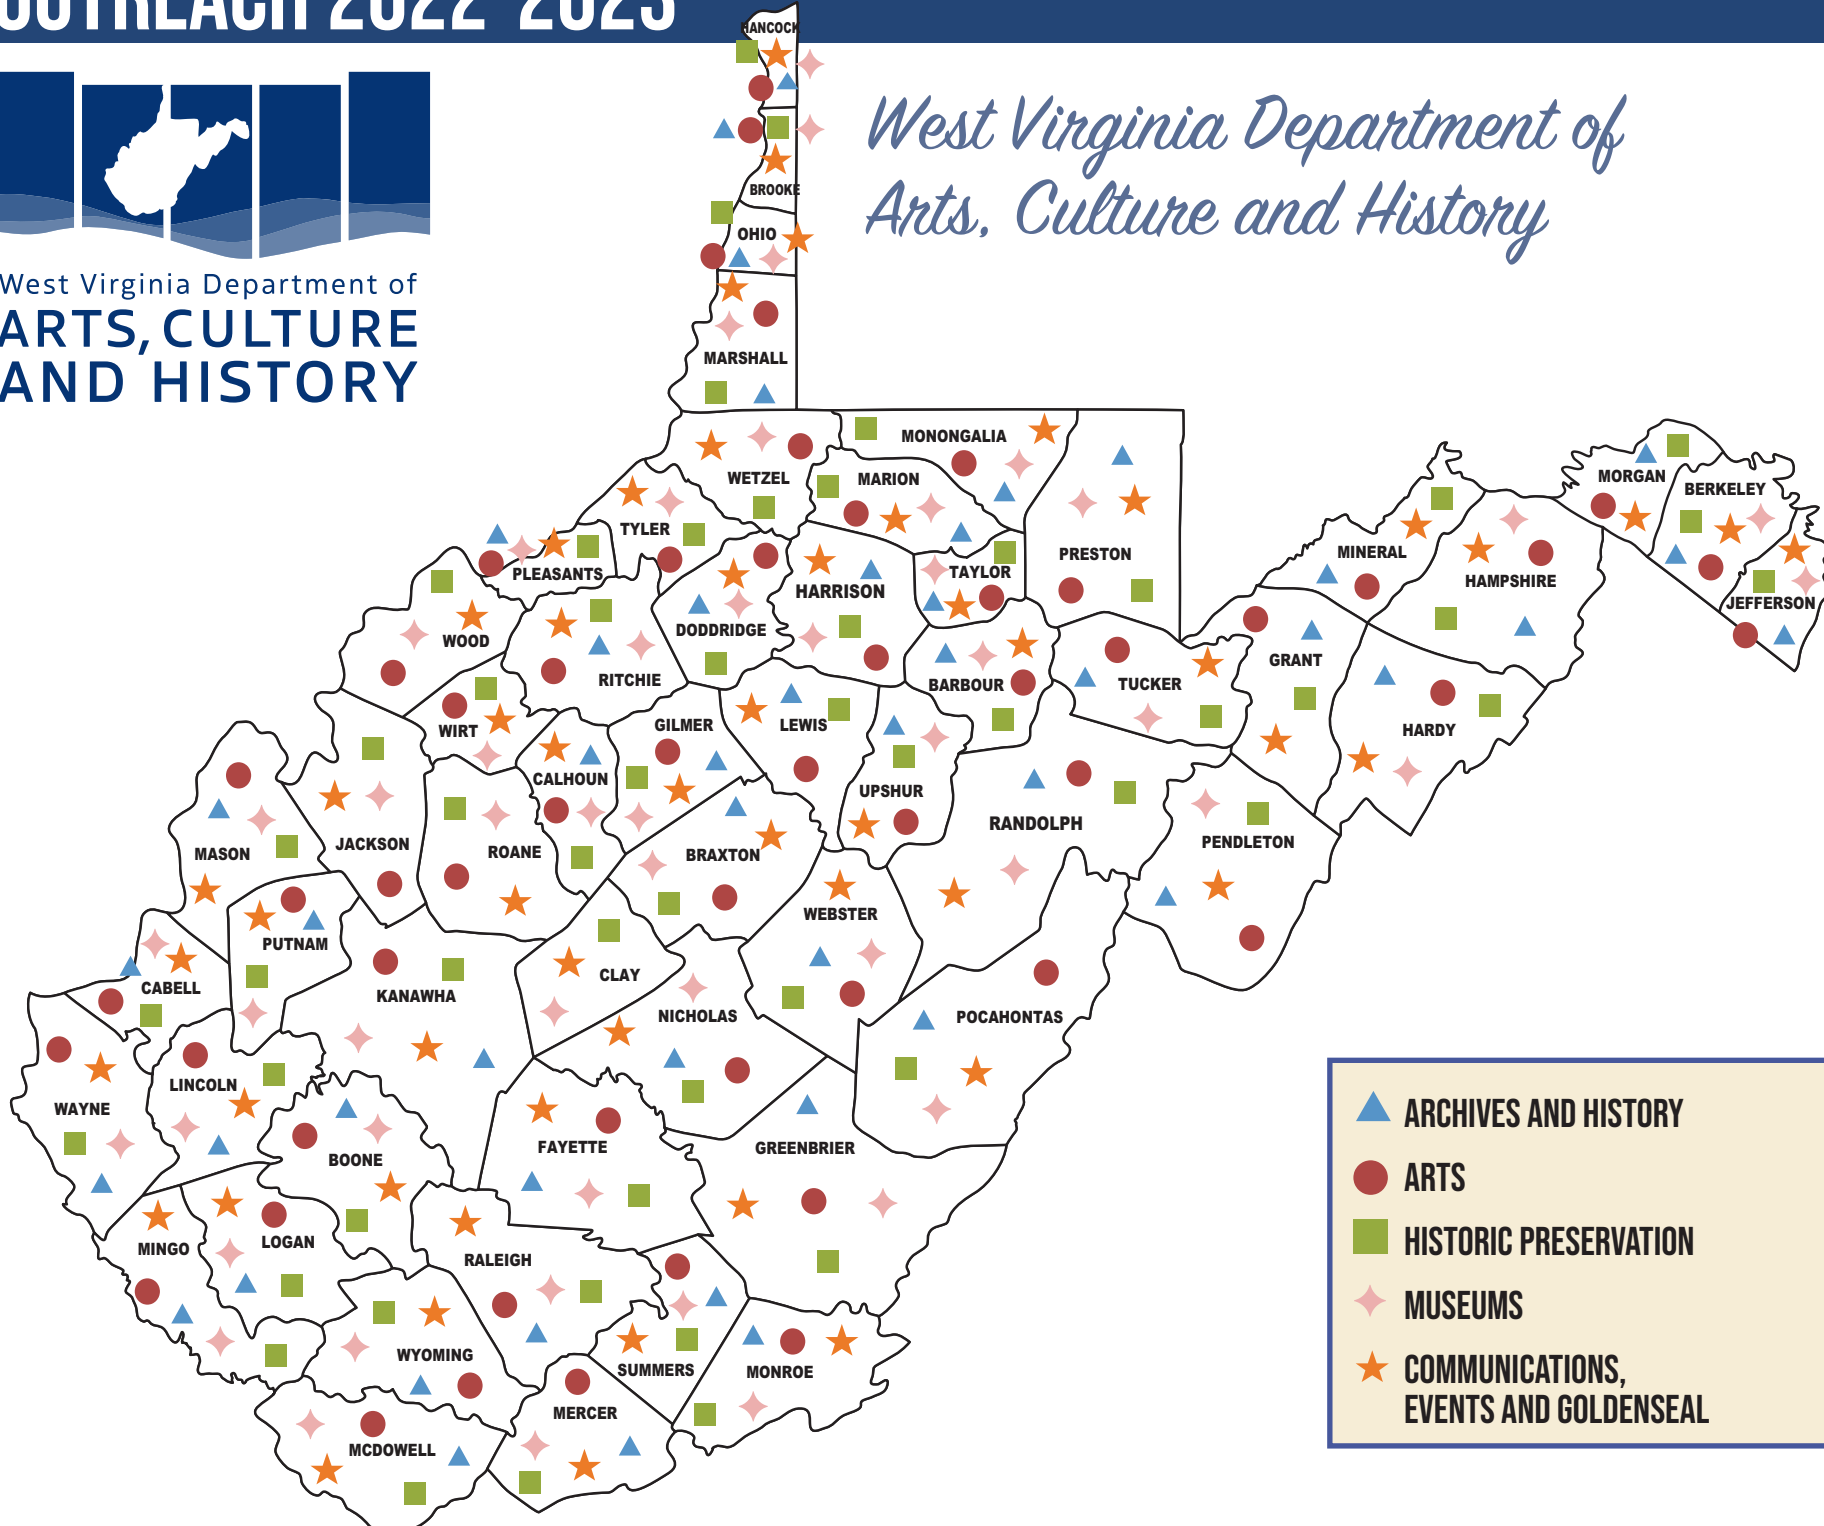 OUTREACH 2022-2023
West Virginia Department of
Arts, Culture and History
West Virginia Department of
ARTS, CULTURE
AND HISTORY
HANCOCK
BROOKE
OHIO
MARSHALL
MONONGALIA
WETZEL
MARION
MORGAN
BERKELEY
TYLER
PRESTON
MINERAL
PLEASANTS
TAYLOR
HAMPSHIRE
HARRISON
JEFFERSON
DODDRIDGE
WOOD
GRANT
RITCHIE
BARBOUR
TUCKER
WIRT
GILMER
LEWIS
HARDY
CALHOUN
UPSHUR
RANDOLPH
JACKSON
PENDLETON
MASON
ROANE
BRAXTON
WEBSTER
PUTNAM
CLAY
CABELL
KANAWHA
NICHOLAS
POCAHONTAS
LINCOLN
WAYNE
FAYETTE
GREENBRIER
BOONE
LOGAN
MINGO
RALEIGH
WYOMING
SUMMERS
MONROE
MERCER
MCDOWELL
ARCHIVES AND HISTORY
ARTS
HISTORIC PRESERVATION
MUSEUMS
COMMUNICATIONS,
EVENTS AND GOLDENSEAL